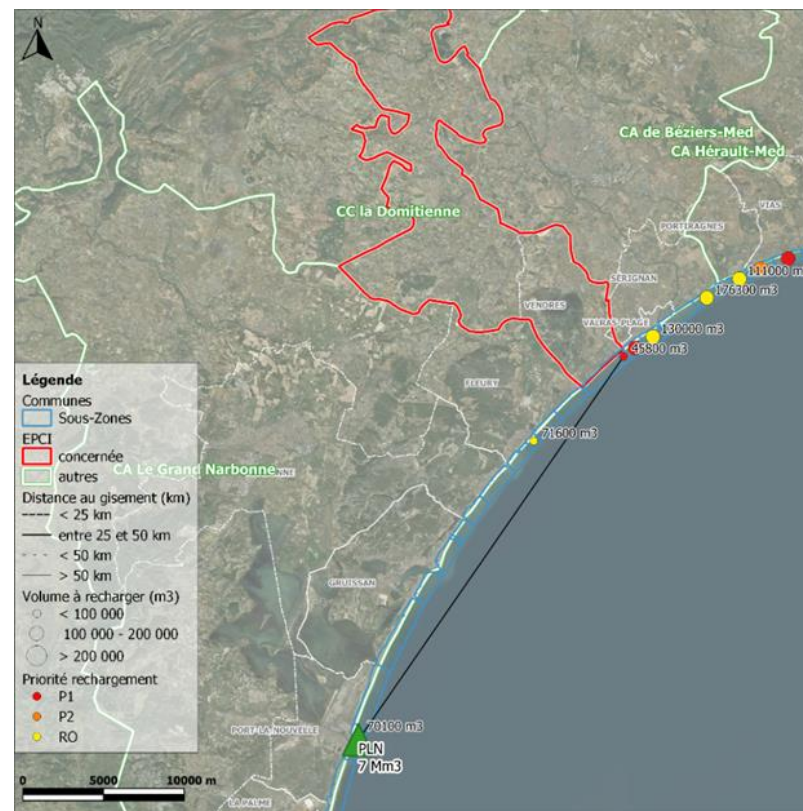 N
CA de Béziers-Med
CA Hérault-Med
VIAS
CC la Domitienne
PORTIRAGNES
SÉRIGNAN
111000 m
176300 m3
VENDRES
VALRAS-PLAGE
130000 m3
45800 m3
FLEURY
71600 m3
CA Le Grand Narbonne
GRUISSAN
PORT-LA-NOUVELLE
70100 m3
PLN
7 Mm3
LA PALME
Légende
Communes
Sous-Zones
EPCI
concernée
autres
Distance au gisement (km)
< 25 km
entre 25 et 50 km
< 50 km
> 50 km
Volume à recharger (m3)
< 100 000
100 000 - 200 000
> 200 000
Priorité rechargement
P1
P2
RO
0 5000 10000 m